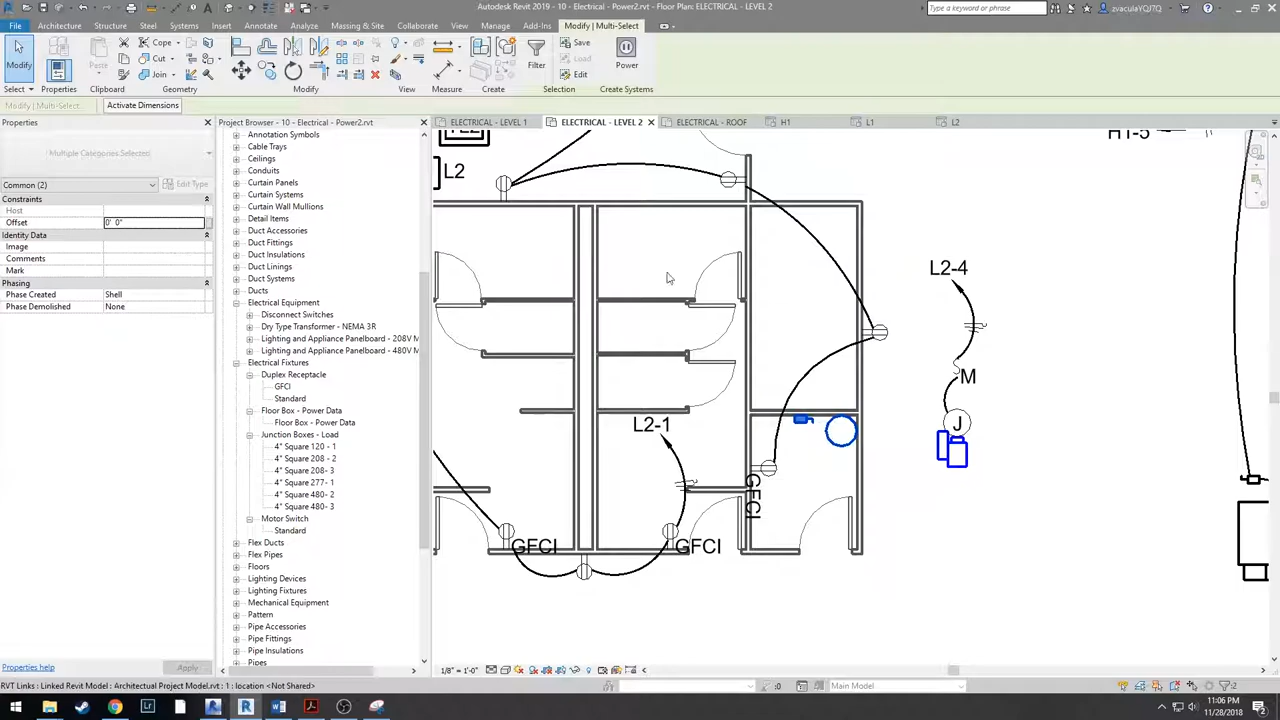 Autodesk Revit 2019 - Electrical - Power2.rvt - Floor Plan: ELECTRICAL - LEVEL 2
Type a keyword or phrase
zvaculaYQJ7Q
File Architecture Structure Steel Systems Insert Annotate Analyze Massing & Site Collaborate View Manage Add-Ins Modify | Multi-Select
Modify
Properties
Paste
Cope
Cut
Join
Save
Load
Edit
Filter
Power
Select Properties Clipboard Geometry Modify View Measure Create Selection Create Systems
Modify | Multi-Select Activate Dimensions
Properties
Multiple Categories Selected
Common (2) Edit Type
Constraints
Host
Offset 0' 0"
Identity Data
Image
Comments
Mark
Phasing
Phase Created Shell
Phase Demolished None
Properties help Apply
Project Browser - 10 - Electrical - Power2.rvt
Annotation Symbols
Cable Trays
Ceilings
Conduits
Curtain Panels
Curtain Systems
Curtain Wall Mullions
Detail Items
Duct Accessories
Duct Fittings
Duct Insulations
Duct Linings
Duct Systems
Ducts
Electrical Equipment
Disconnect Switches
Dry Type Transformer - NEMA 3R
Lighting and Appliance Panelboard - 208V M
Lighting and Appliance Panelboard - 480V M
Electrical Fixtures
Duplex Receptacle
GFCI
Standard
Floor Box - Power Data
Floor Box - Power Data
Junction Boxes - Load
4" Square 120 - 1
4" Square 208 - 2
4" Square 208- 3
4" Square 277- 1
4" Square 480- 2
4" Square 480- 3
Motor Switch
Standard
Flex Ducts
Flex Pipes
Floors
Lighting Devices
Lighting Fixtures
Mechanical Equipment
Pattern
Pipe Accessories
Pipe Fittings
Pipe Insulations
Pipes
ELECTRICAL - LEVEL 1 ELECTRICAL - LEVEL 2 ELECTRICAL - ROOF H1 L1 L2
H1-5
L2
L2-4
M
J
L2-1
GFCI
GFCI
GFCI
1/8" = 1'-0"
RVT Links : Linked Revit Model : Architectural Project Model.rvt : 1 : location <Not Shared>
:0
Main Model
:2
11:06 PM
11/28/2018